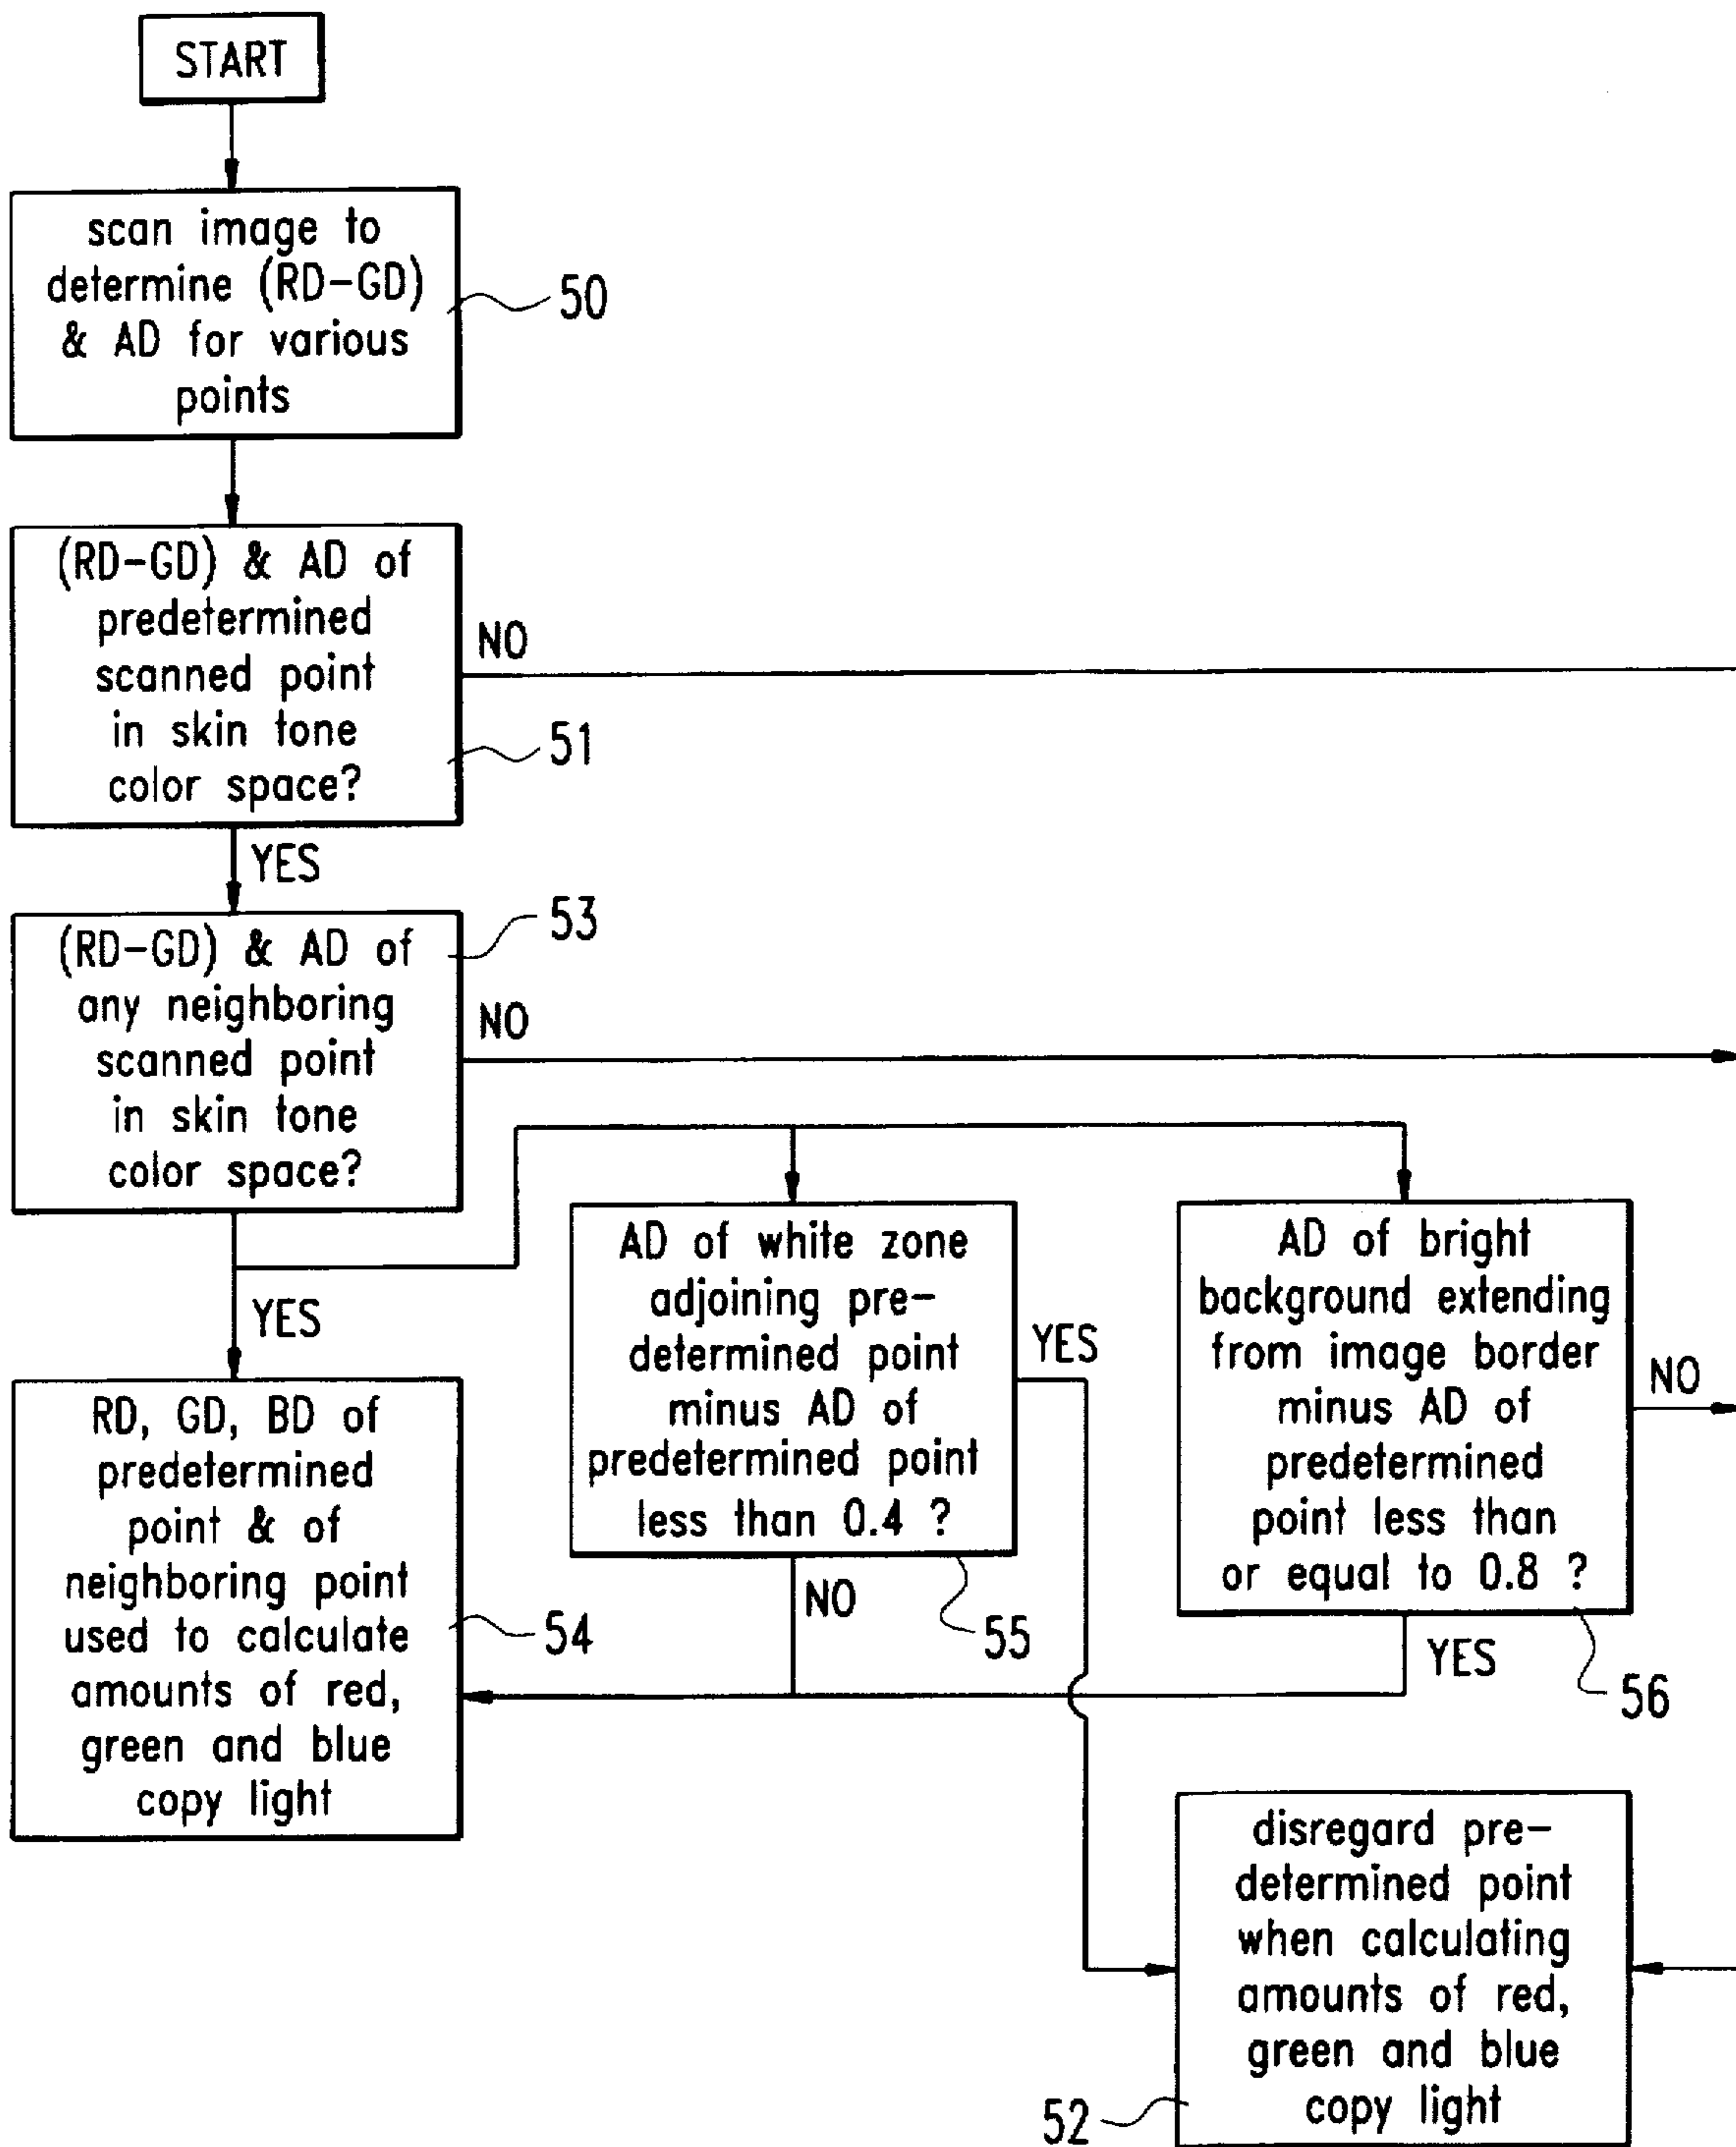 START
scan image to
determine (RD-GD)
& AD for various
points
50
(RD-GD) & AD of
predetermined
scanned point
in skin tone
color space?
NO
51
YES
(RD-GD) & AD of
any neighboring
scanned point
in skin tone
color space?
53
NO
YES
RD, GD, BD of
predetermined
point & of
neighboring point
used to calculate
amounts of red,
green and blue
copy light
54
AD of white zone
adjoining pre-
determined point
minus AD of
predetermined point
less than 0.4 ?
YES
NO
55
AD of bright
background extending
from image border
minus AD of
predetermined
point less than
or equal to 0.8 ?
NO
YES
56
disregard pre-
determined point
when calculating
amounts of red,
green and blue
copy light
52